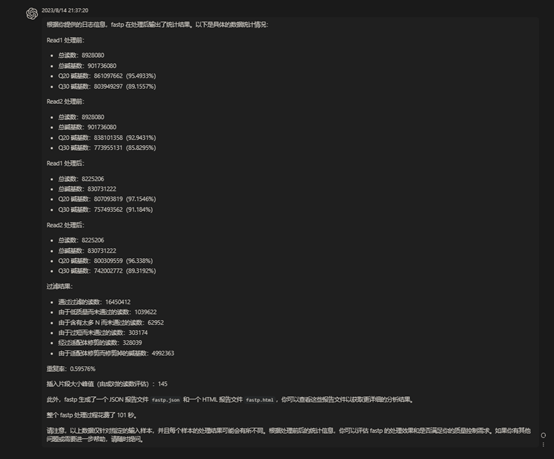 2023/8/14 21:37:20
根据你提供的日志信息，fastp 在处理后输出了统计结果。以下是具体的数据统计情况：
Read1 处理前：
• 总读数：8928080
• 总碱基数：901736080
• Q20 碱基数：861097662 (95.4933%)
• Q30 碱基数：803949297 (89.1557%)
Read2 处理前：
• 总读数：8928080
• 总碱基数：901736080
• Q20 碱基数：838101358 (92.9431%)
• Q30 碱基数：773955131 (85.8295%)
Read1 处理后：
• 总读数：8225206
• 总碱基数：830731222
• Q20 碱基数：807093819 (97.1546%)
• Q30 碱基数：757493562 (91.184%)
Read2 处理后：
• 总读数：8225206
• 总碱基数：830731222
• Q20 碱基数：800309559 (96.338%)
• Q30 碱基数：742002772 (89.3192%)
过滤结果：
• 通过过滤的读数：16450412
• 由于低质量而未通过的读数：1039622
• 由于含有太多 N 而未通过的读数：62952
• 由于过短而未通过的读数：303174
• 经过适配体修剪的读数：328039
• 由于适配体修剪而修剪掉的碱基数：4992363
重复率：0.59576%
插入片段大小峰值（由成对的读数评估）：145
此外，fastp 生成了一个 JSON 报告文件 fastp.json 和一个 HTML 报告文件 fastp.html，你可以查看这些报告文件以获取更详细的分析结果。
整个 fastp 处理过程花费了 101 秒。
请注意，以上数据仅针对指定的输入样本，并且每个样本的处理结果可能会有所不同。根据处理前后的统计信息，你可以评估 fastp 的处理效果和是否满足你的质量控制需求。如果你有其他
问题或需要进一步帮助，请随时提问。